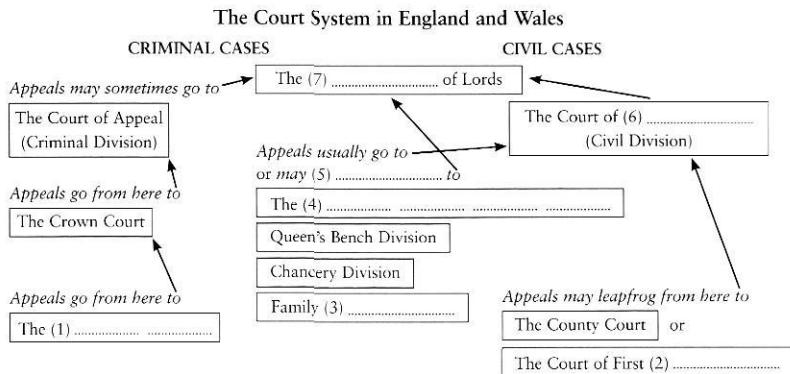 The Court System in England and Wales
CRIMINAL CASES
CIVIL CASES
Appeals may sometimes go to
The (7) ........................... of Lords
The Court of Appeal
(Criminal Division)
The Court of (6) ...........................
(Civil Division)
Appeals usually go to
or may (5) ........................... to
Appeals go from here to
The Crown Court
The (4) .................. .................. .................. ..................
Queen's Bench Division
Chancery Division
Family (3) ...........................
Appeals go from here to
The (1) .................. ..................
Appeals may leapfrog from here to
The County Court or
The Court of First (2) ...........................